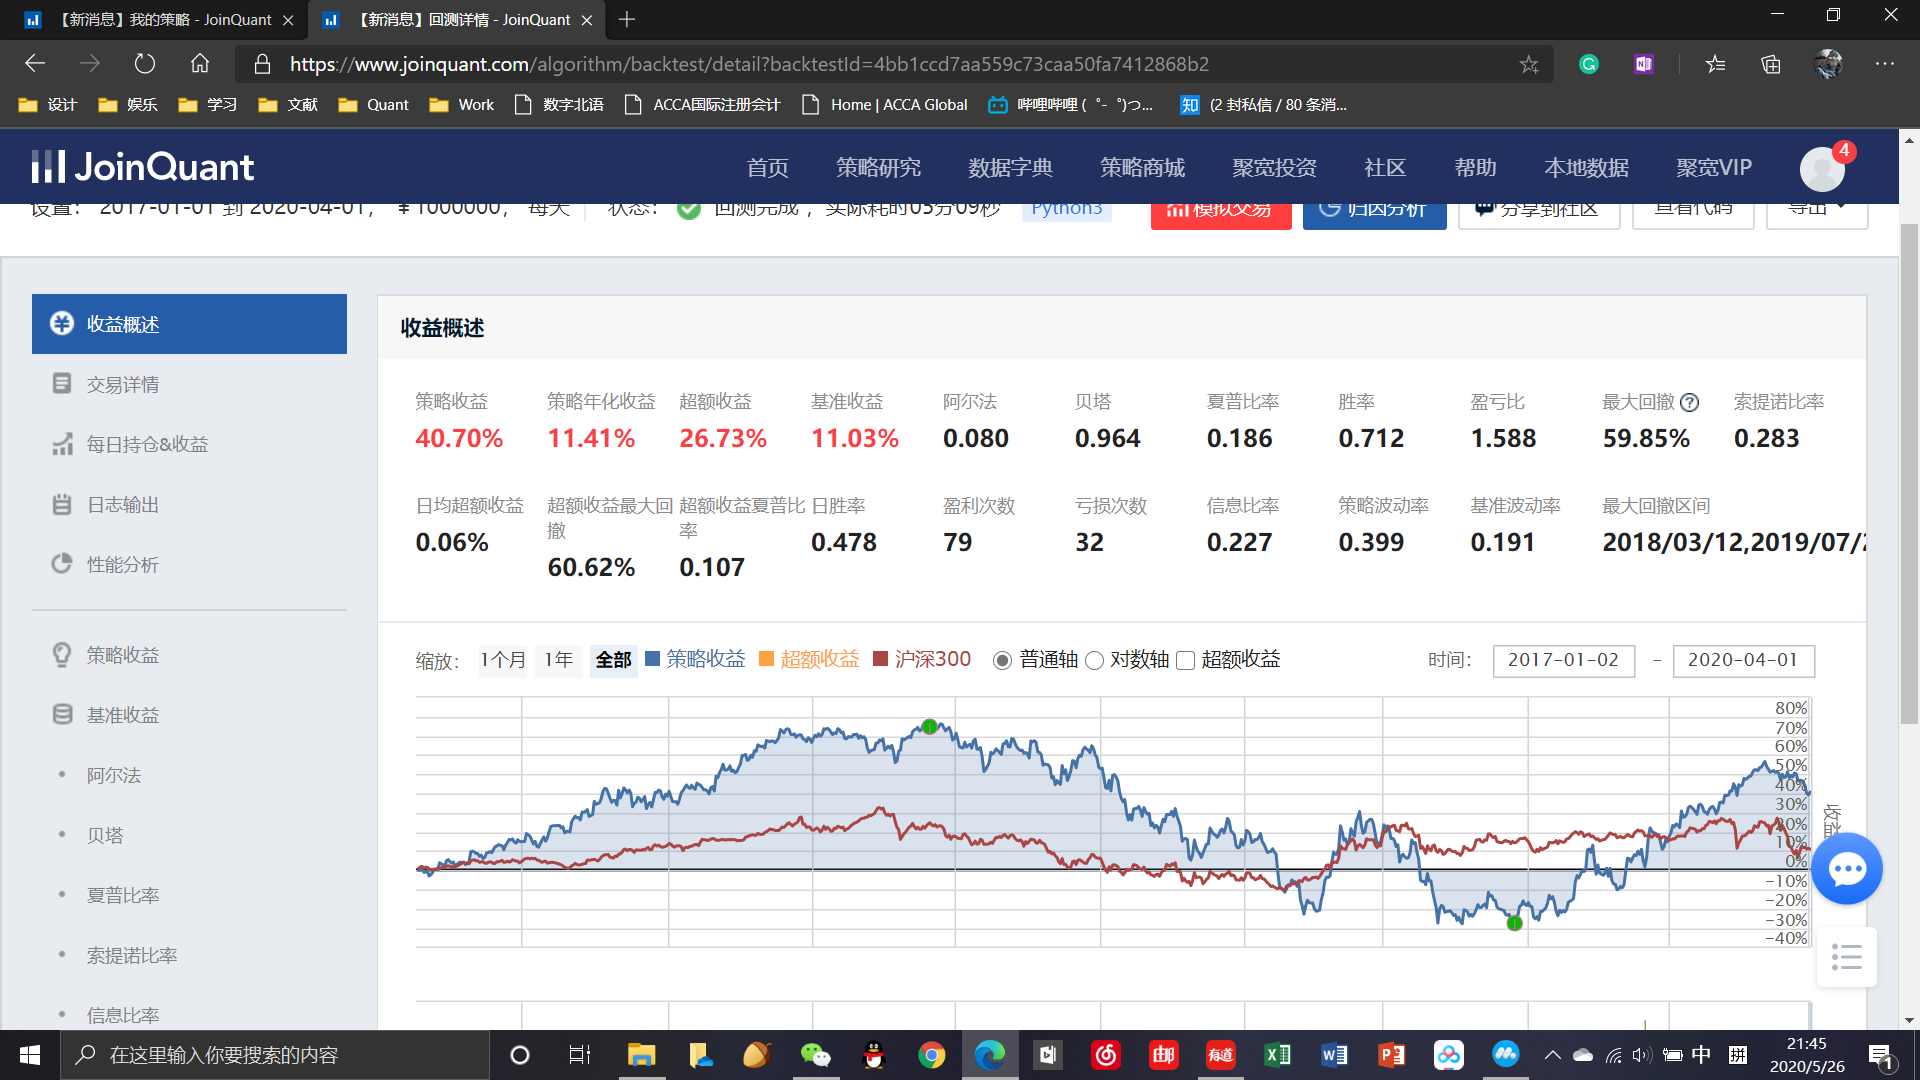 【新消息】我的策略 - JoinQuant
【新消息】回测详情 - JoinQuant
https://www.joinquant.com/algorithm/backtest/detail?backtestId=4bb1ccd7aa559c73caa50fa7412868b2
设计 娱乐 学习 文献 Quant Work 数字北语 ACCA国际注册会计 Home | ACCA Global 哔哩哔哩 ( ゜- ゜)つ... (2 封私信 / 80 条消...
JoinQuant 首页 策略研究 数据字典 策略商城 聚宽投资 社区 帮助 本地数据 聚宽VIP 4
设置： 2017-01-01 到 2020-04-01， ￥1000000， 每天 状态： 回测完成， 实际耗时05分09秒 Python3 模拟交易 归因分析 分享到社区 查看代码 导出
收益概述
交易详情
每日持仓&收益
日志输出
性能分析
策略收益
基准收益
阿尔法
贝塔
夏普比率
索提诺比率
信息比率
收益概述
策略收益 策略年化收益 超额收益 基准收益 阿尔法 贝塔 夏普比率 胜率 盈亏比 最大回撤 索提诺比率
40.70% 11.41% 26.73% 11.03% 0.080 0.964 0.186 0.712 1.588 59.85% 0.283
日均超额收益 超额收益最大回撤 超额收益夏普比率 日胜率 盈利次数 亏损次数 信息比率 策略波动率 基准波动率 最大回撤区间
0.06% 60.62% 0.107 0.478 79 32 0.227 0.399 0.191 2018/03/12,2019/07/
缩放： 1个月 1年 全部 策略收益 超额收益 沪深300 普通轴 对数轴 超额收益 时间： 2017-01-02 - 2020-04-01
80%
70%
60%
50%
40%
30%
20%
10%
0%
-10%
-20%
-30%
-40%
收益
在这里输入你要搜索的内容
中 拼
21:45
2020/5/26
1